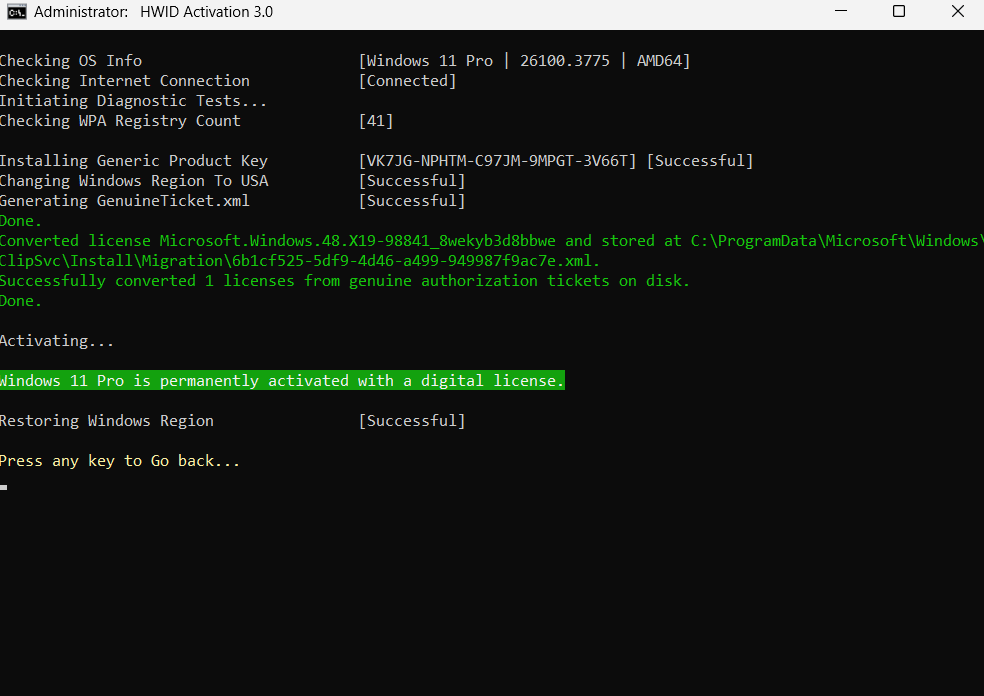 Administrator: HWID Activation 3.0
Checking OS Info [Windows 11 Pro | 26100.3775 | AMD64]
Checking Internet Connection [Connected]
Initiating Diagnostic Tests...
Checking WPA Registry Count [41]
Installing Generic Product Key [VK7JG-NPHTM-C97JM-9MPGT-3V66T] [Successful]
Changing Windows Region To USA [Successful]
Generating GenuineTicket.xml [Successful]
Done.
Converted license Microsoft.Windows.48.X19-98841_8wekyb3d8bbwe and stored at C:\ProgramData\Microsoft\Windows\
ClipSvc\Install\Migration\6b1cf525-5df9-4d46-a499-949987f9ac7e.xml.
Successfully converted 1 licenses from genuine authorization tickets on disk.
Done.
Activating...
Windows 11 Pro is permanently activated with a digital license.
Restoring Windows Region [Successful]
Press any key to Go back...